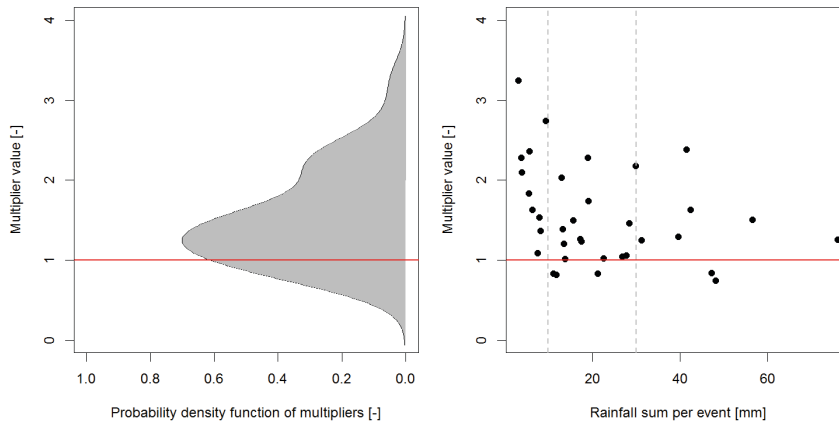 Multiplier value [-]
4
3
2
1
0
1.0 0.8 0.6 0.4 0.2 0.0
Probability density function of multipliers [-]
Multiplier value [-]
4
3
2
1
0
20 40 60
Rainfall sum per event [mm]